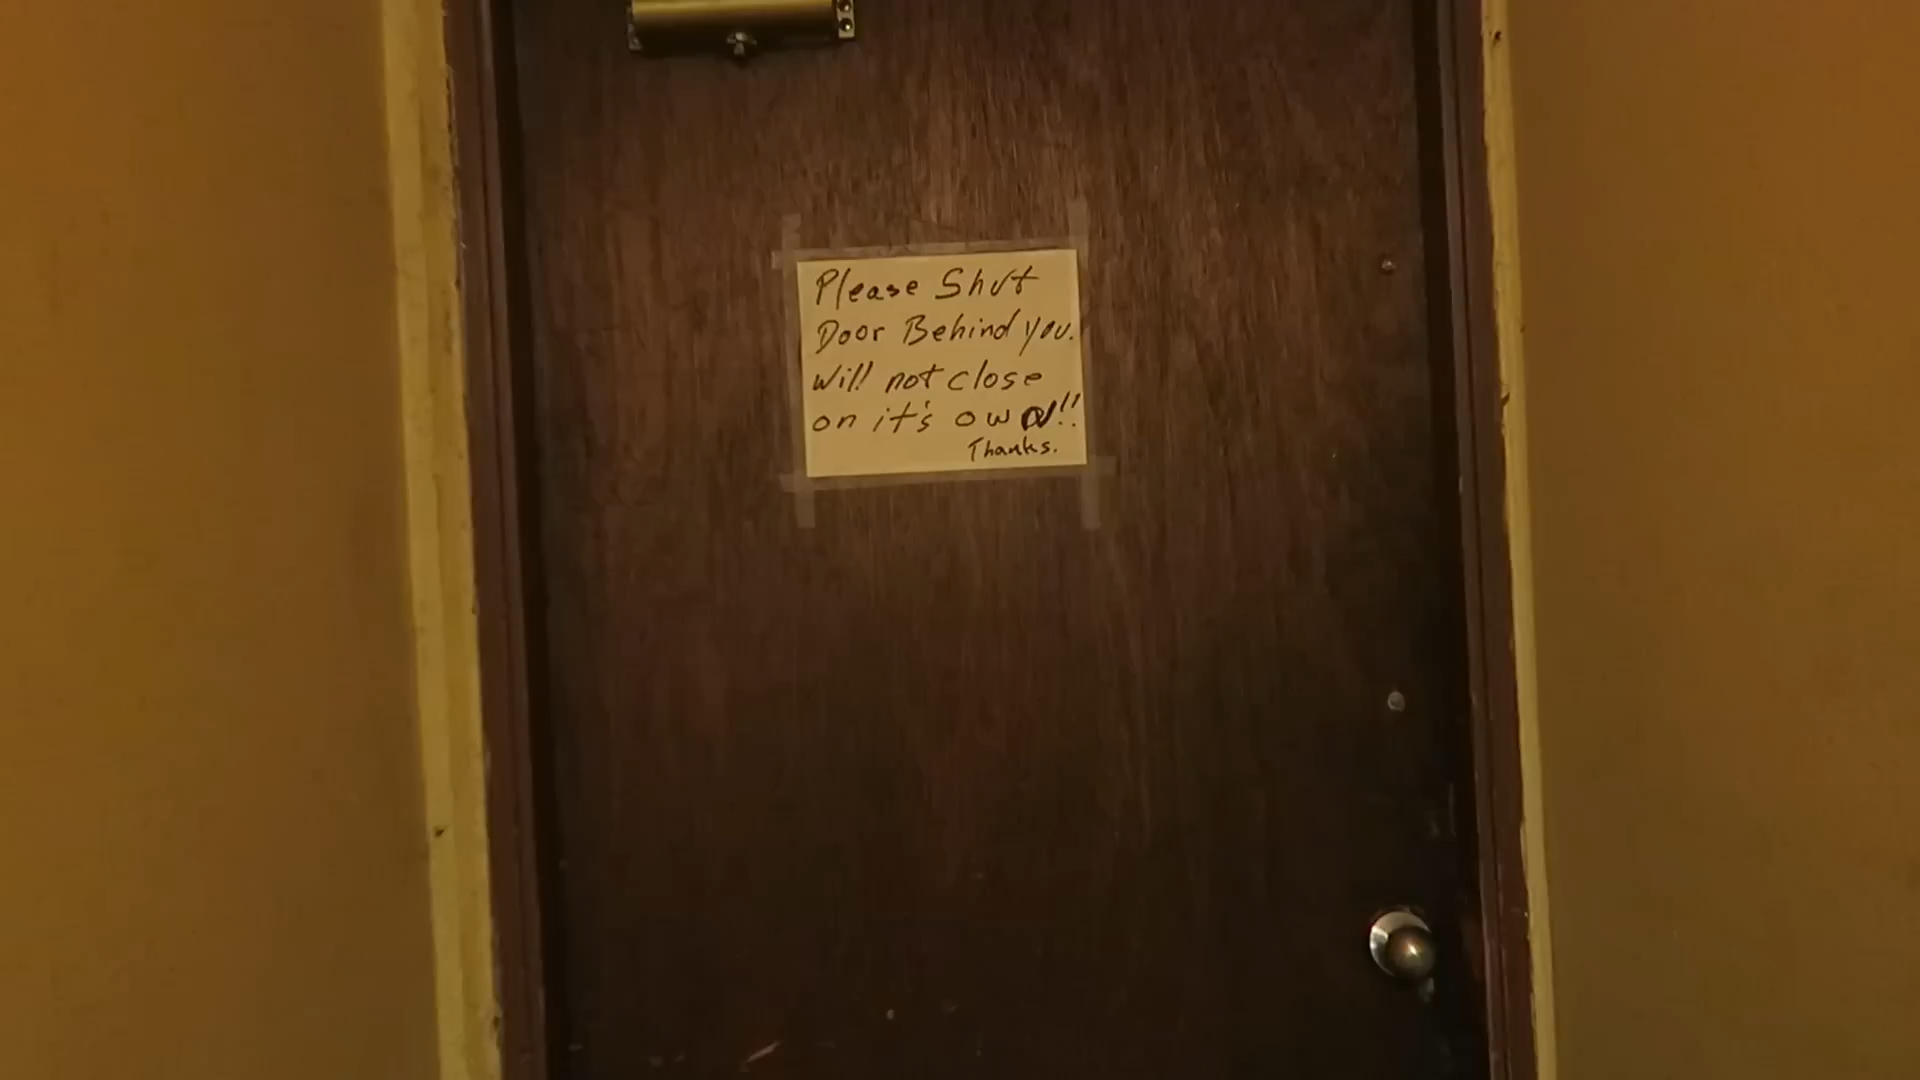 Please Shut
Door Behind you.
Will not close
on it's own!!
Thanks.